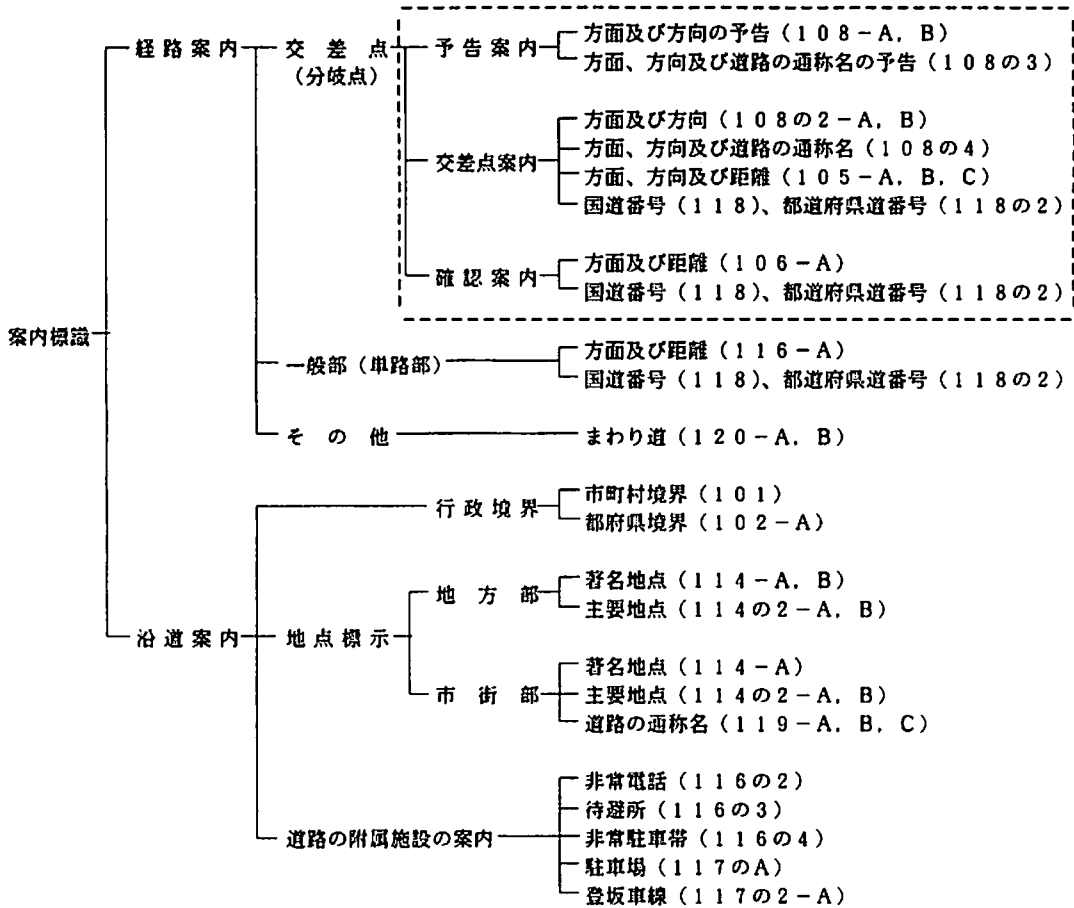 案内標識
経路案内
交差点
(分岐点)
予告案内
方面及び方向の予告(108-A, B)
方面、方向及び道路の通称名の予告(108の3)
交差点案内
方面及び方向(108の2-A, B)
方面、方向及び道路の通称名(108の4)
方面、方向及び距離(105-A, B, C)
国道番号(118)、都道府県道番号(118の2)
確認案内
方面及び距離(106-A)
国道番号(118)、都道府県道番号(118の2)
一般部(単路部)
方面及び距離(116-A)
国道番号(118)、都道府県道番号(118の2)
その他
まわり道(120-A, B)
沿道案内
行政境界
市町村境界(101)
都府県境界(102-A)
地点標示
地方部
著名地点(114-A, B)
主要地点(114の2-A, B)
市街部
著名地点(114-A)
主要地点(114の2-A, B)
道路の通称名(119-A, B, C)
道路の附属施設の案内
非常電話(116の2)
待避所(116の3)
非常駐車帯(116の4)
駐車場(117のA)
登坂車線(117の2-A)